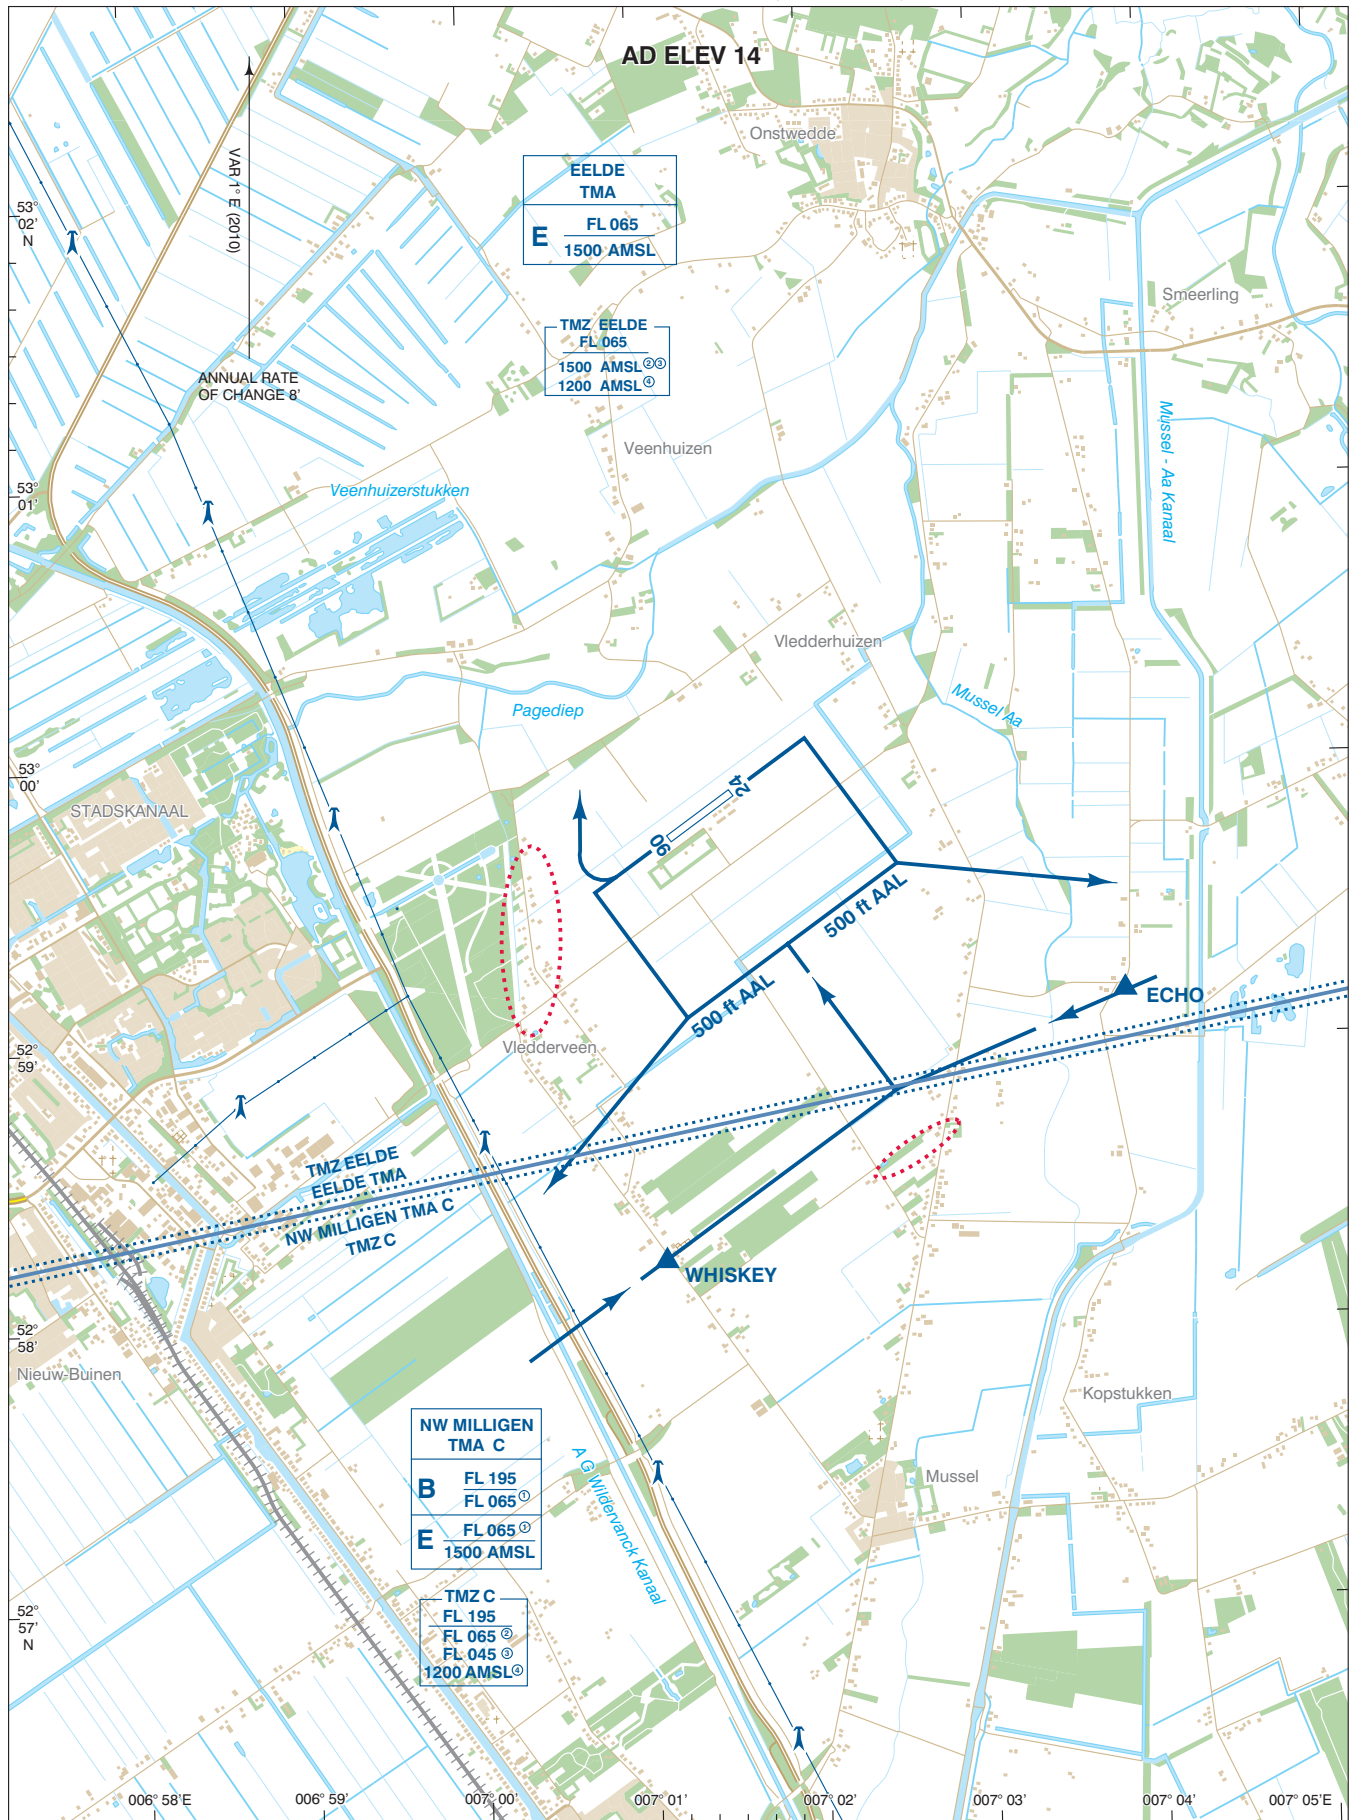 AD ELEV 14
Onstwedde
VAR 1° E (2010)
EELDE
TMA
E
FL 065
1500 AMSL
53°
02'
N
Smeerling
TMZ EELDE
FL 065
1500 AMSL②③
1200 AMSL④
ANNUAL RATE
OF CHANGE 8'
Veenhuizen
Mussel - Aa Kanaal
Veenhuizerstukken
53°
01'
Vledderhuizen
Mussel Aa
Pagediep
53°
00'
STADSKANAAL
24
06
500 ft AAL
500 ft AAL
ECHO
Vledderveen
52°
59'
TMZ EELDE
EELDE TMA
NW MILLIGEN TMA C
TMZ C
WHISKEY
52°
58'
Nieuw-Buinen
Kopstukken
NW MILLIGEN
TMA C
B
FL 195
FL 065①
E
FL 065①
1500 AMSL
A G Wildervanck Kanaal
Mussel
TMZ C
FL 195
FL 065②
FL 045③
1200 AMSL④
52°
57'
N
006° 58'E
006° 59'
007° 00'
007° 01'
007° 02'
007° 03'
007° 04'
007° 05'E